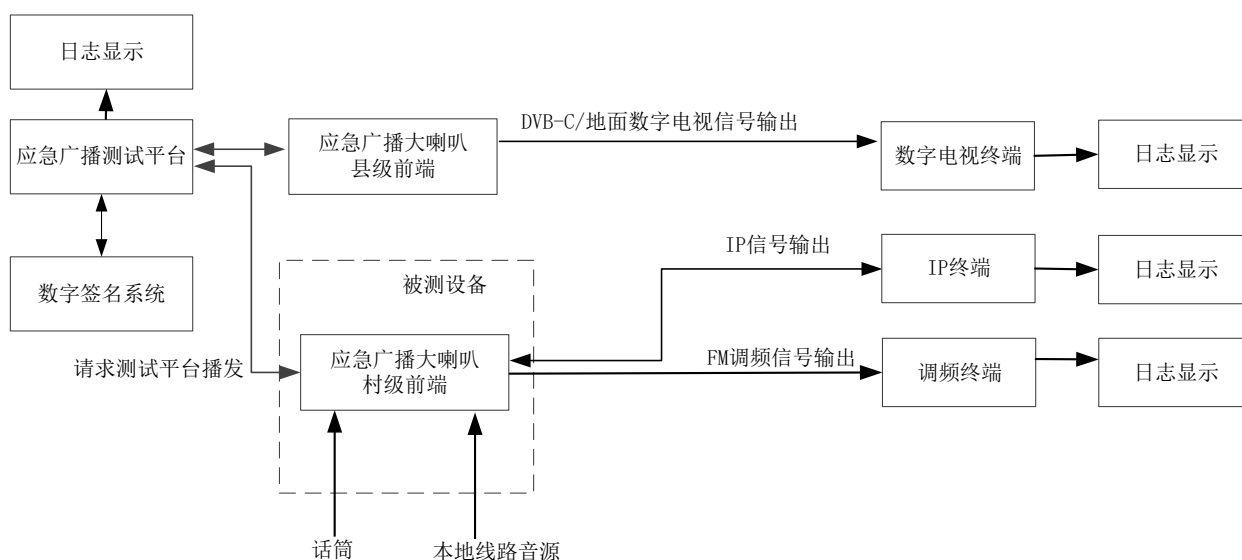 日志显示
应急广播测试平台
数字签名系统
请求测试平台播发
应急广播大喇叭
县级前端
DVB-C/地面数字电视信号输出
数字电视终端
日志显示
被测设备
应急广播大喇叭
村级前端
IP信号输出
IP终端
日志显示
FM调频信号输出
调频终端
日志显示
话筒
本地线路音源